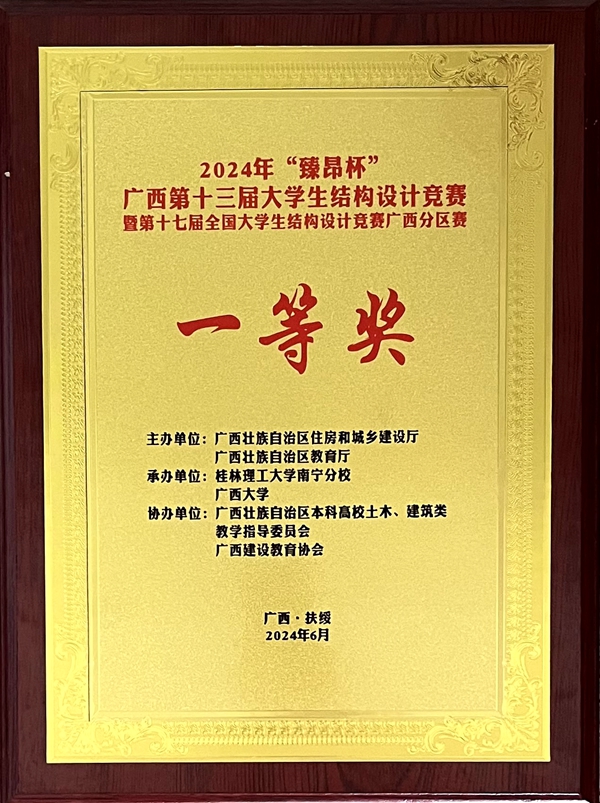 2024年“臻昂杯”
广西第十三届大学生结构设计竞赛
暨第十七届全国大学生结构设计竞赛广西分区赛
一等奖
主办单位：广西壮族自治区住房和城乡建设厅
广西壮族自治区教育厅
承办单位：桂林理工大学南宁分校
广西大学
协办单位：广西壮族自治区本科高校土木、建筑类
教学指导委员会
广西建设教育协会
广西·扶绥
2024年6月